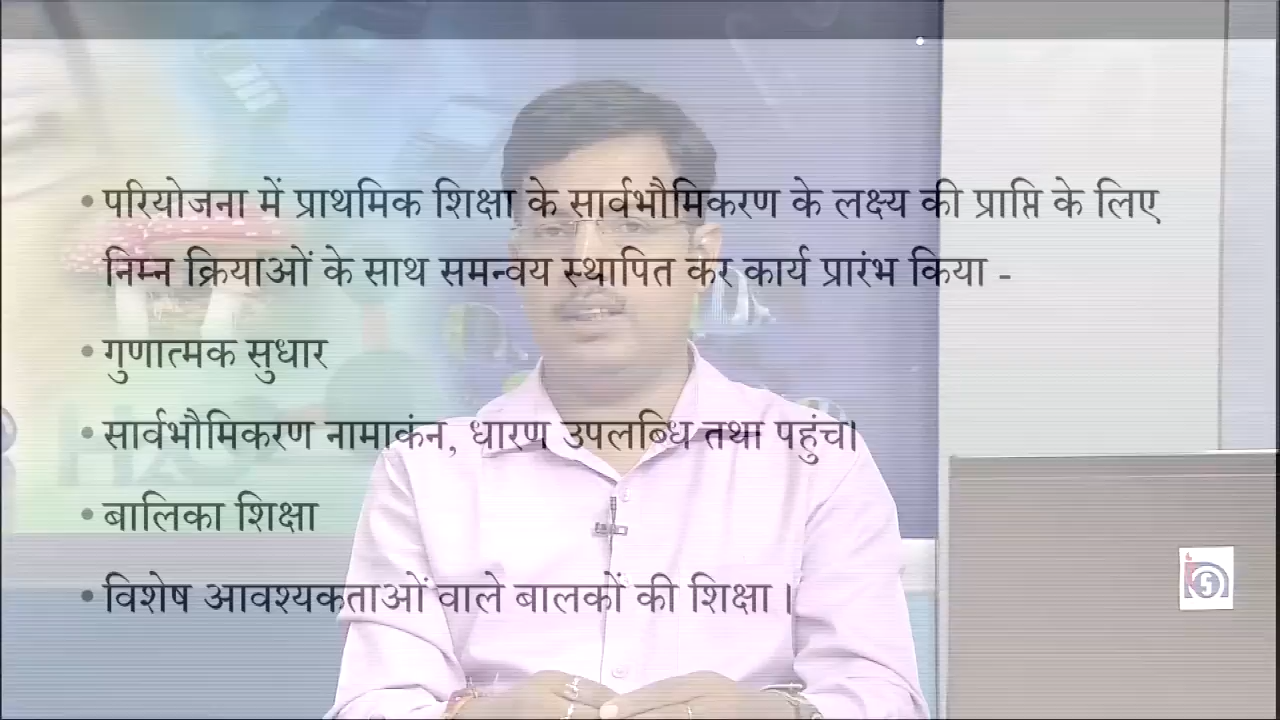 • परियोजना में प्राथमिक शिक्षा के सार्वभौमिकरण के लक्ष्य की प्राप्ति के लिए
निम्न क्रियाओं के साथ समन्वय स्थापित कर कार्य प्रारंभ किया -
• गुणात्मक सुधार
• सार्वभौमिकरण नामाकंन, धारण उपलब्धि तथा पहुंच।
• बालिका शिक्षा
• विशेष आवश्यकताओं वाले बालकों की शिक्षा।
5